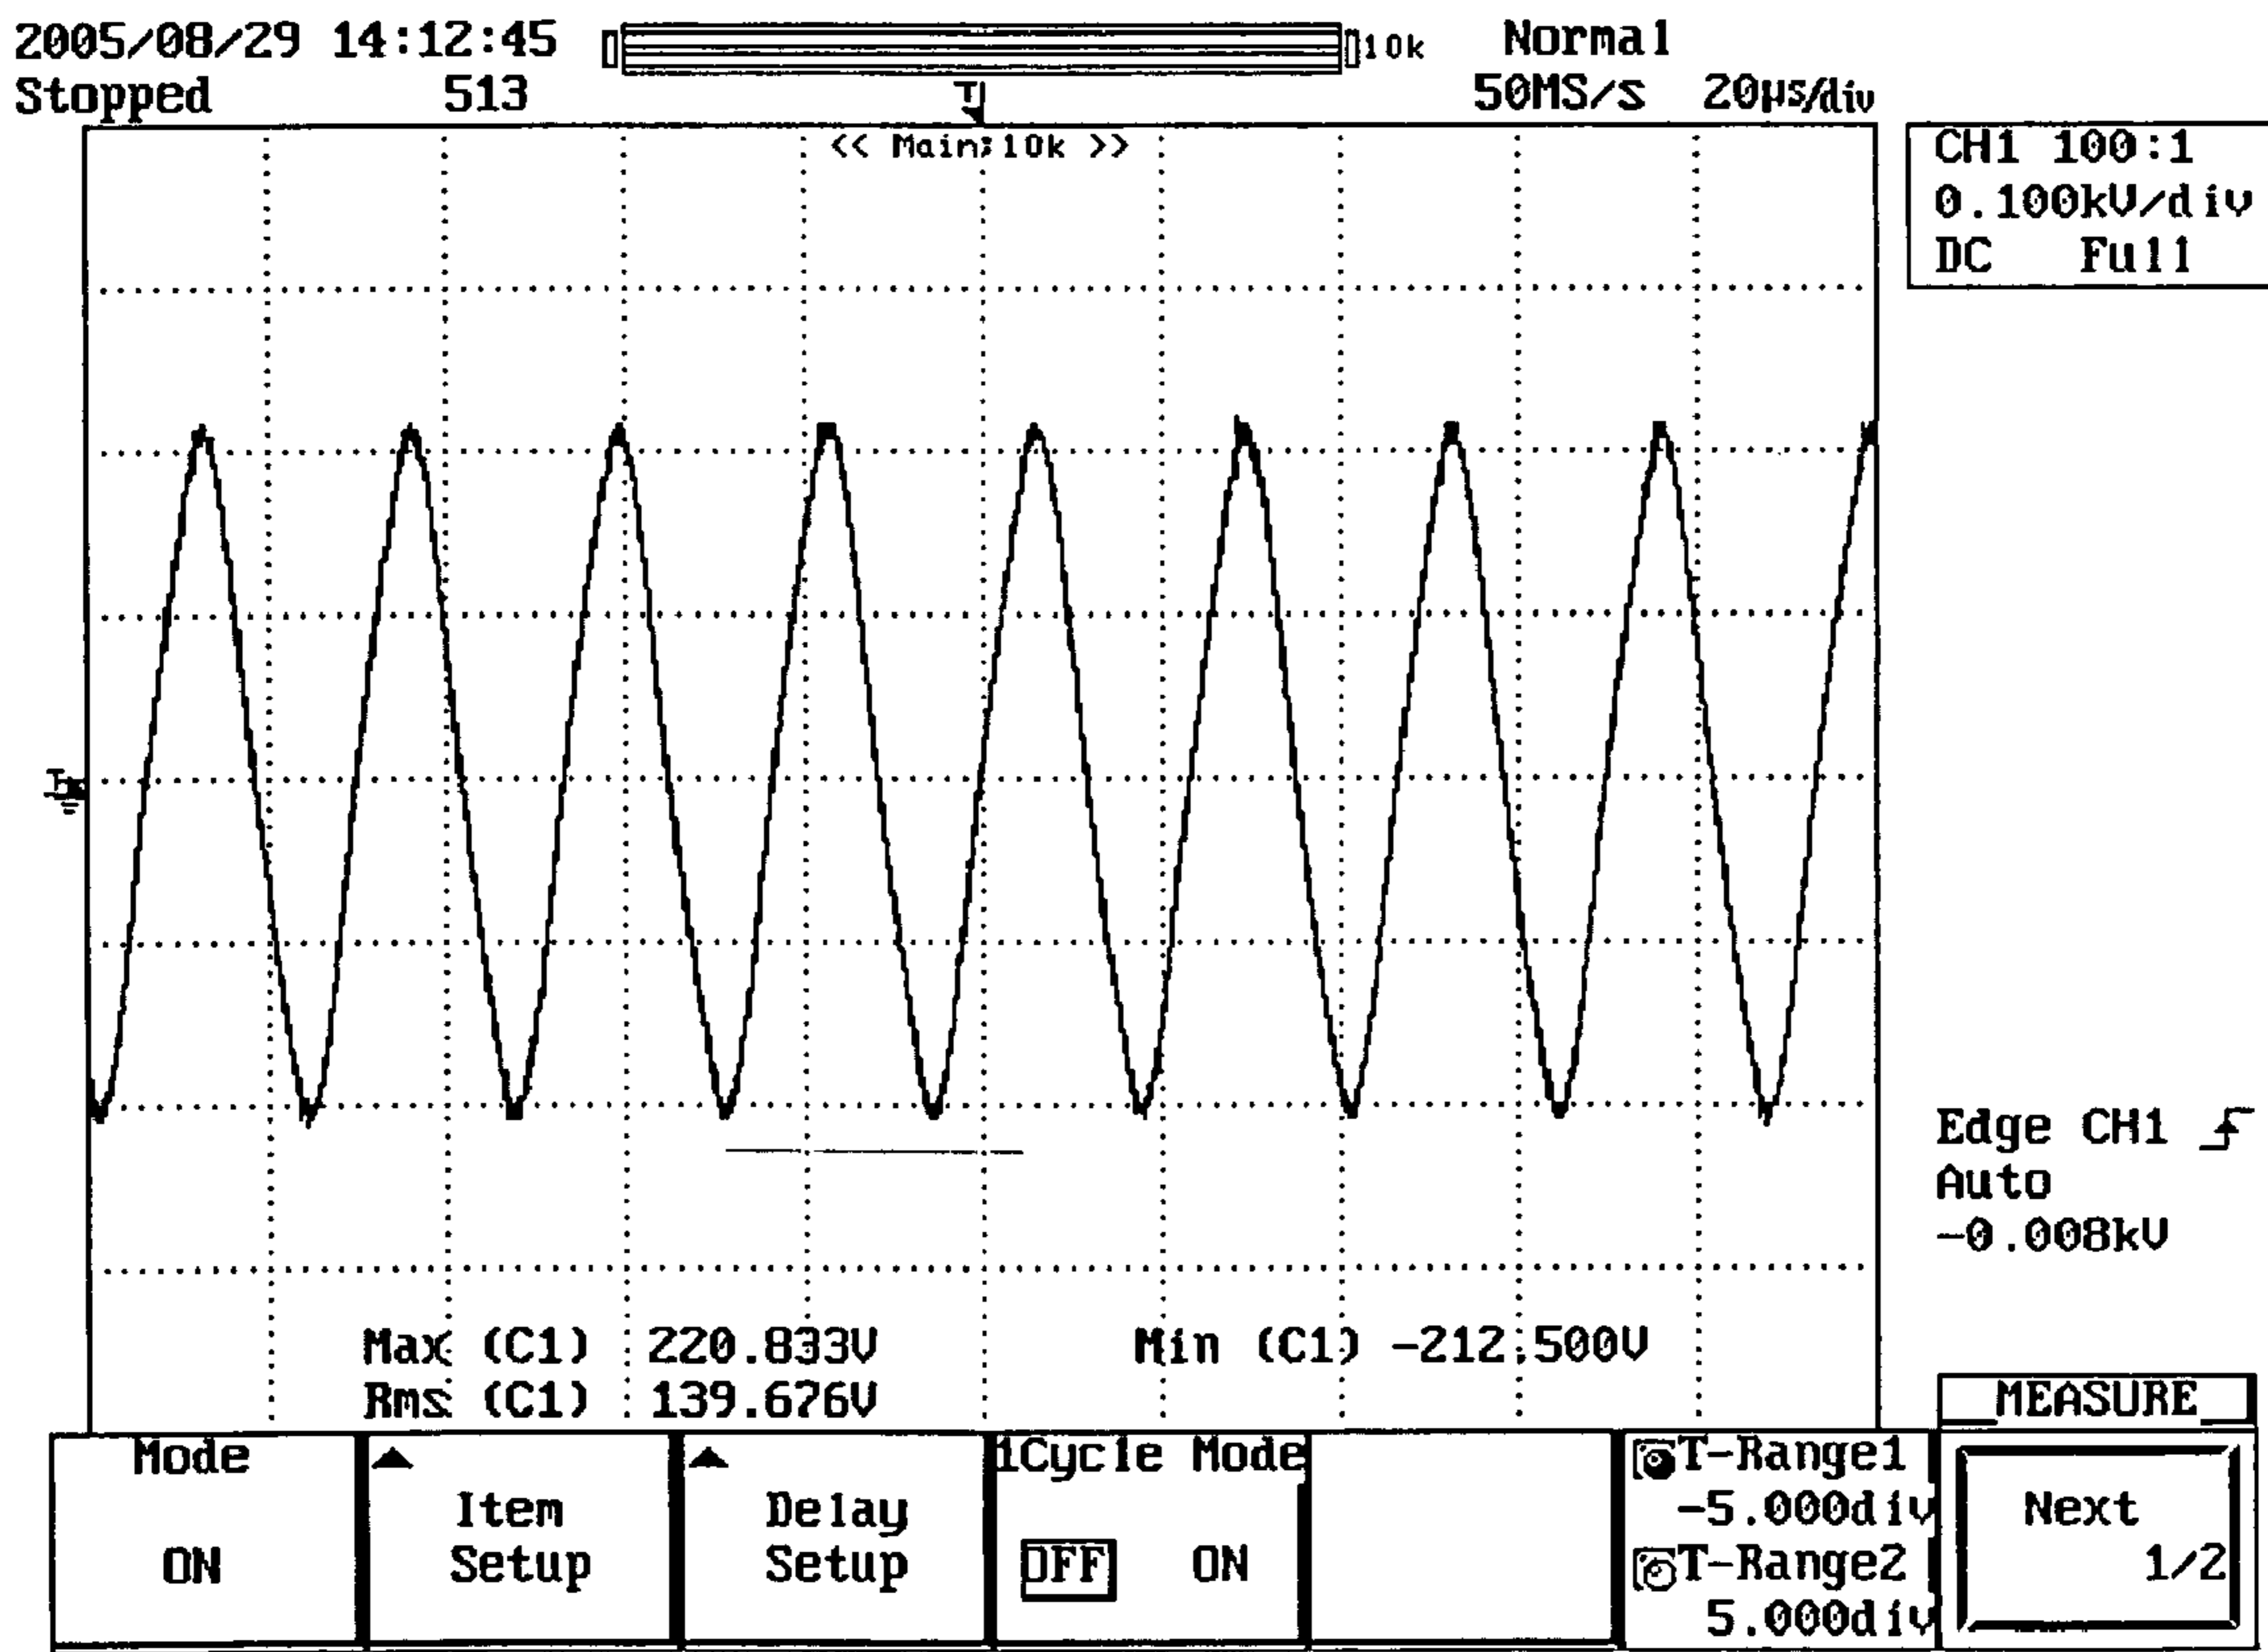 2005/08/29 14:12:45
Stopped 513
10k
Normal
50MS/s 20µs/div
T
<< Main:10k >>
CH1 100:1
0.100kV/div
DC Full
T
Edge CH1
Auto
-0.008kV
Max (C1) 220.833V Min (C1) -212.500V
Rms (C1) 139.676V
MEASURE
Mode
ON
Item
Setup
Delay
Setup
1Cycle Mode
OFF ON
T-Range1
-5.000div
T-Range2
5.000div
Next
1/2